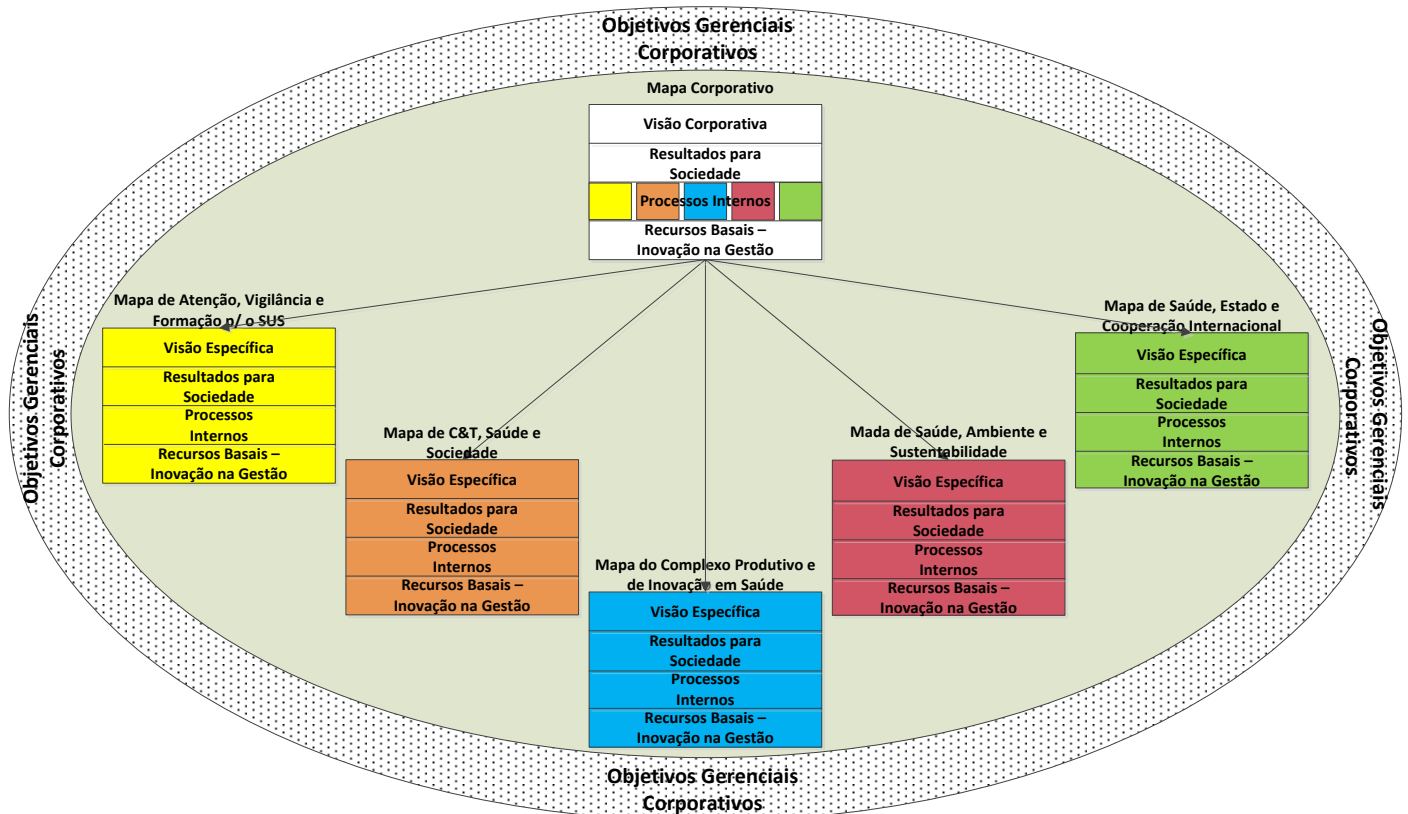 Objetivos Gerenciais
Corporativos
Mapa Corporativo
Visão Corporativa
Resultados para
Sociedade
Processos Internos
Recursos Basais –
Inovação na Gestão
Objetivos Gerenciais
Corporativos
Mapa de Atenção, Vigilância e
Formação p/ o SUS
Visão Específica
Resultados para
Sociedade
Processos
Internos
Recursos Basais –
Inovação na Gestão
Mapa de C&T, Saúde e
Sociedade
Visão Específica
Resultados para
Sociedade
Processos
Internos
Recursos Basais –
Inovação na Gestão
Mapa do Complexo Produtivo e
de Inovação em Saúde
Visão Específica
Resultados para
Sociedade
Processos
Internos
Recursos Basais –
Inovação na Gestão
Mada de Saúde, Ambiente e
Sustentabilidade
Visão Específica
Resultados para
Sociedade
Processos
Internos
Recursos Basais –
Inovação na Gestão
Mapa de Saúde, Estado e
Cooperação Internacional
Visão Específica
Resultados para
Sociedade
Processos
Internos
Recursos Basais –
Inovação na Gestão
Objetivos Gerenciais
Corporativos
Objetivos Gerenciais
Corporativos